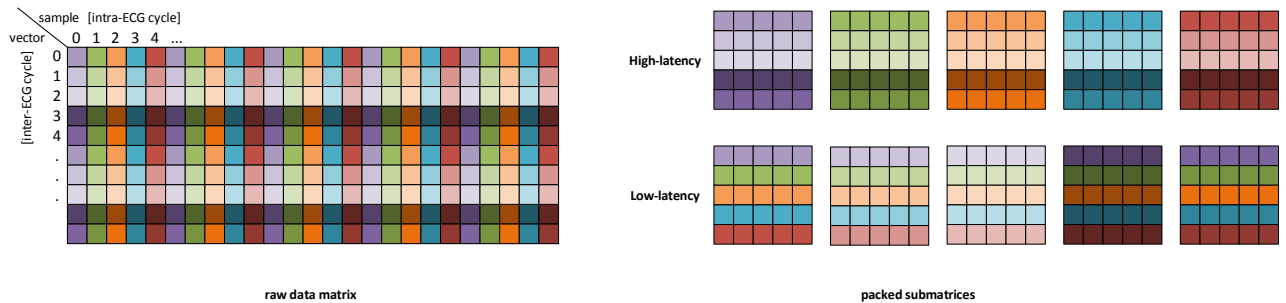 sample [intra-ECG cycle]
vector 0 1 2 3 4 ...
[inter-ECG cycle]
0
1
2
3
4
.
.
.
raw data matrix
High-latency
Low-latency
packed submatrices